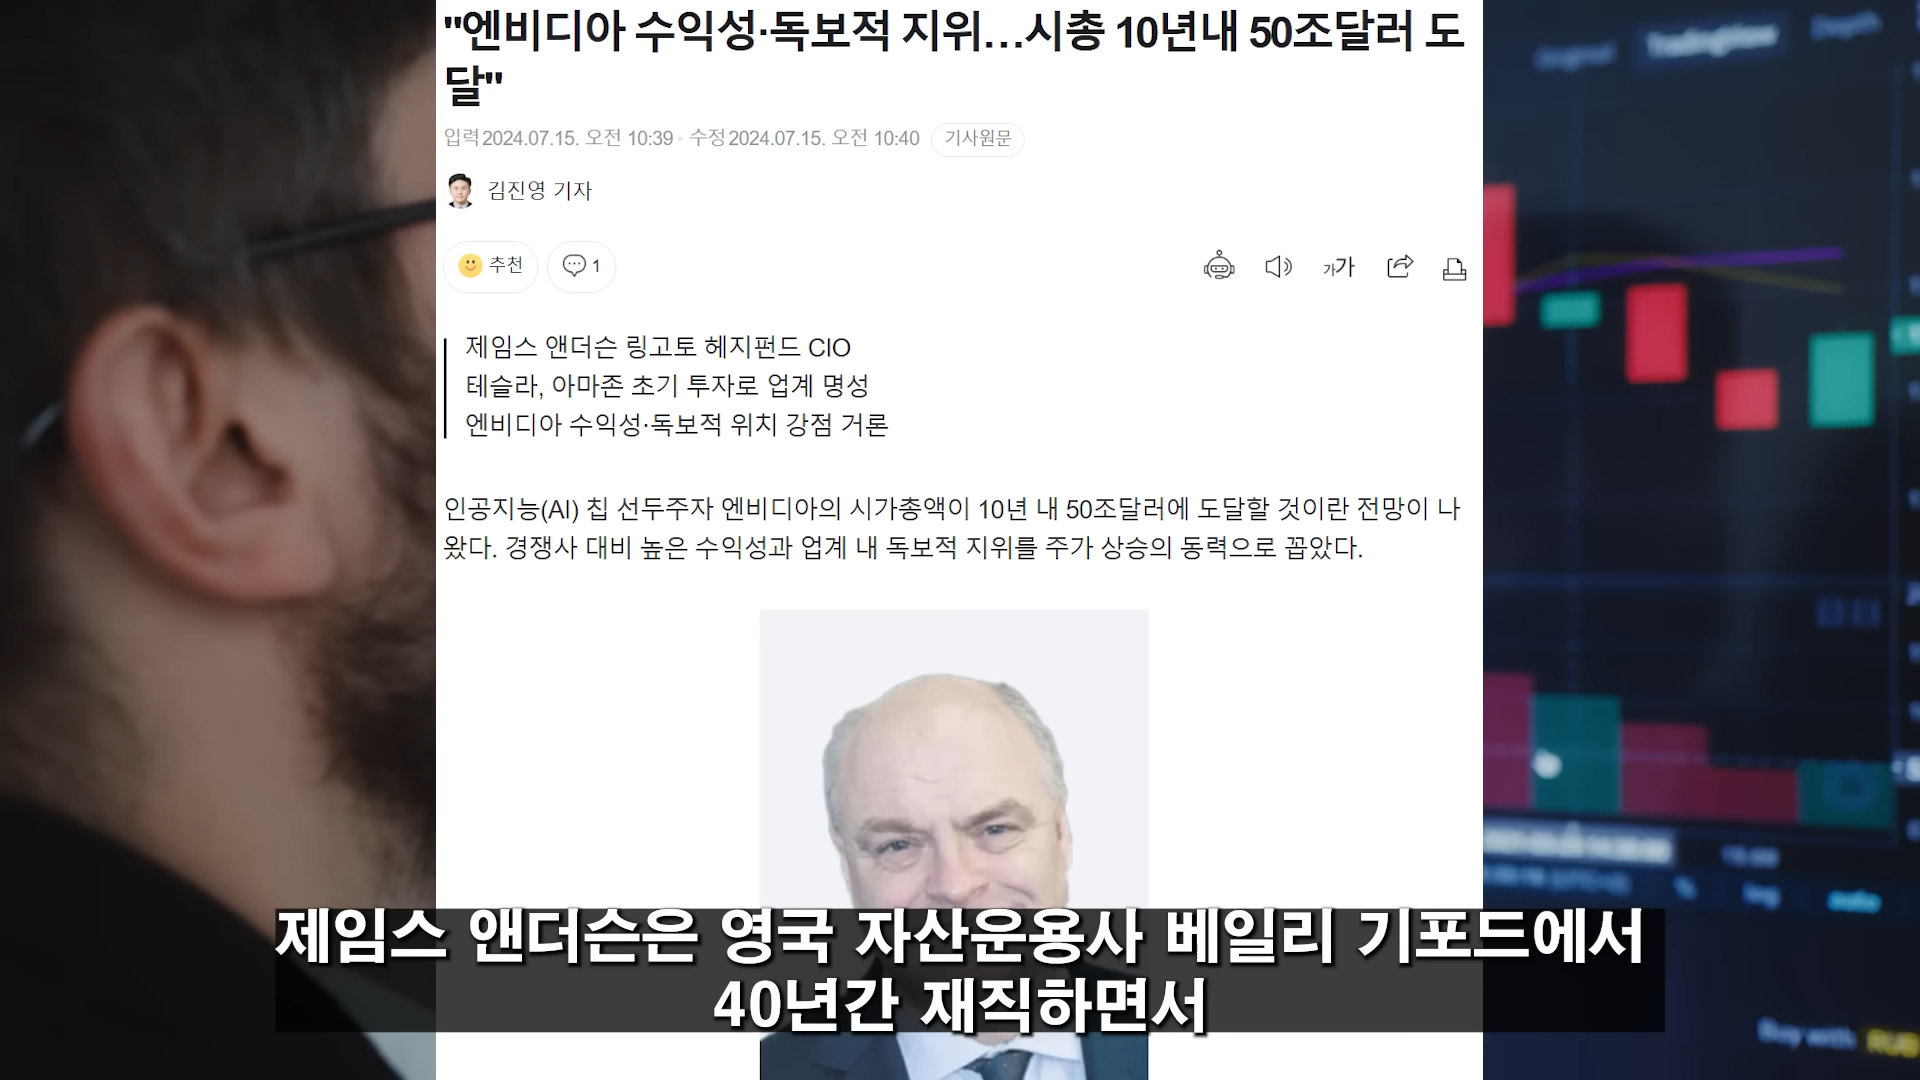 "엔비디아 수익성·독보적 지위…시총 10년내 50조달러 도
달"
입력 2024.07.15. 오전 10:39 · 수정 2024.07.15. 오전 10:40 기사원문
김진영 기자
추천 1
가가
제임스 앤더슨 링고토 헤지펀드 CIO
테슬라, 아마존 초기 투자로 업계 명성
엔비디아 수익성·독보적 위치 강점 거론
인공지능(AI) 칩 선두주자 엔비디아의 시가총액이 10년 내 50조달러에 도달할 것이란 전망이 나
왔다. 경쟁사 대비 높은 수익성과 업계 내 독보적 지위를 주가 상승의 동력으로 꼽았다.
제임스 앤더슨은 영국 자산운용사 베일리 기포드에서
40년간 재직하면서
Original TradingView Depth
% log auto
Buy with RUB